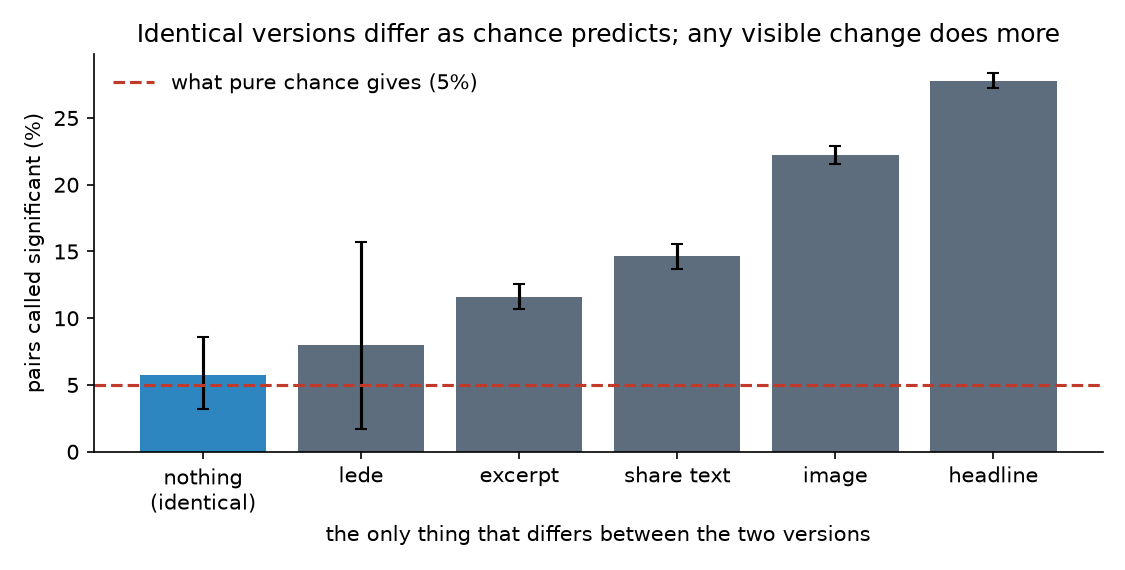 Identical versions differ as chance predicts; any visible change does more
what pure chance gives (5%)
pairs called significant (%)
25
20
15
10
5
0
nothing
(identical)
lede
excerpt
share text
image
headline
the only thing that differs between the two versions